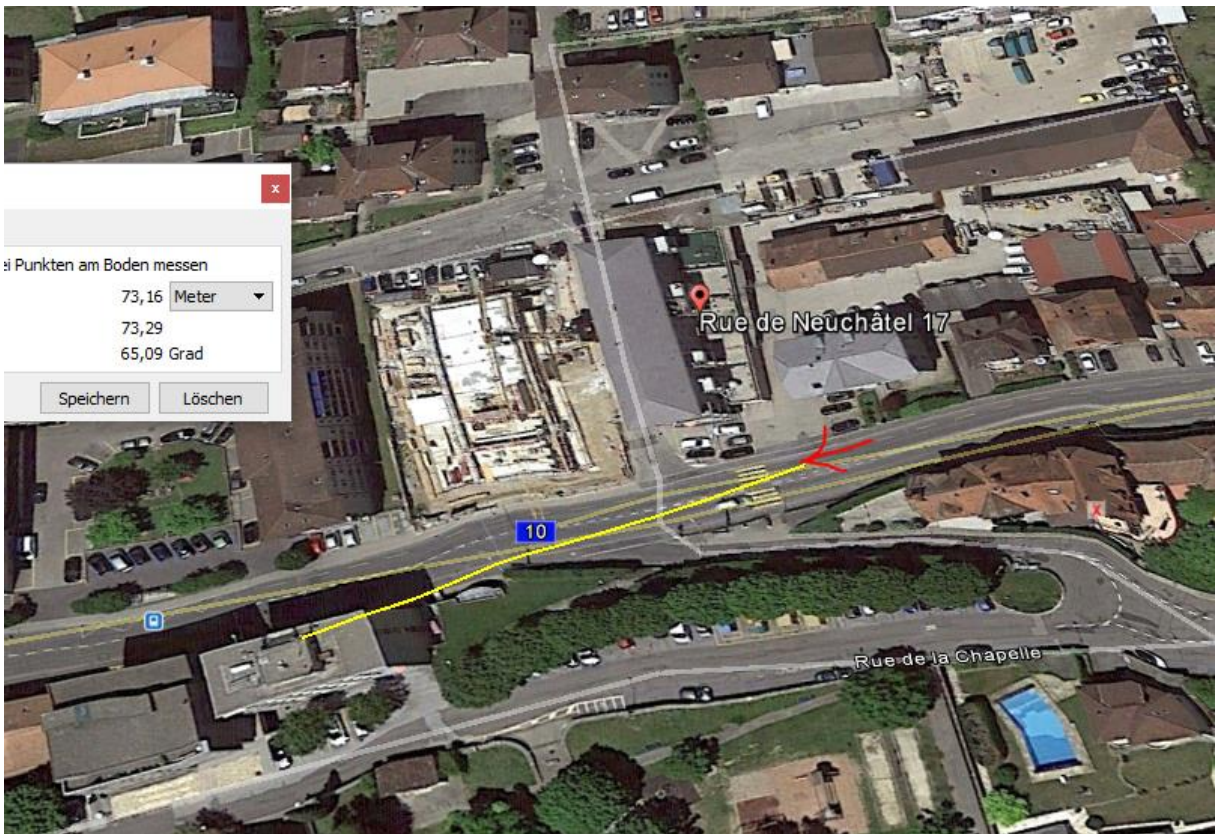 x
ei Punkten am Boden messen
73,16 Meter
73,29
65,09 Grad
Speichern Löschen
Rue de Neuchâtel 17
10
Rue de la Chapelle